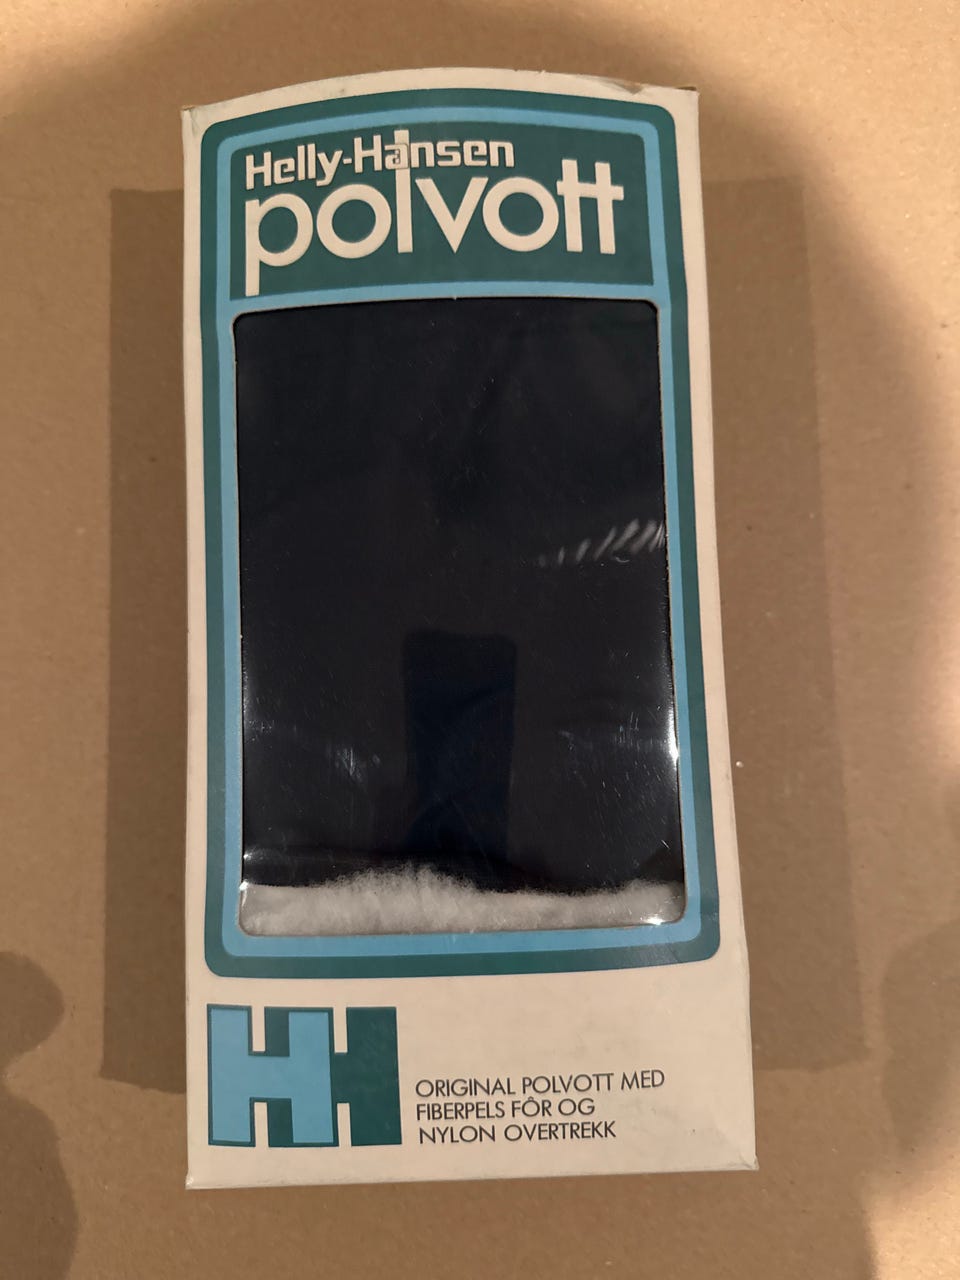 Helly-Hansen
polvott
HH
ORIGINAL POLVOTT MED
FIBERPELS FÔR OG
NYLON OVERTREKK